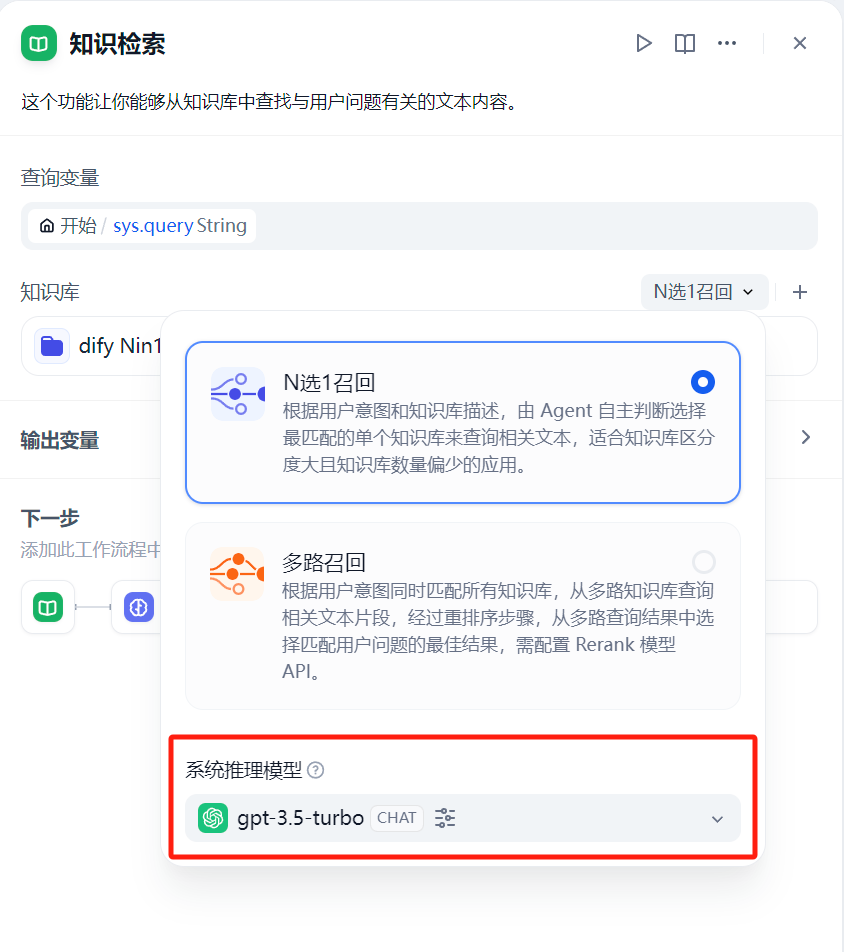 知识检索
这个功能让你能够从知识库中查找与用户问题有关的文本内容。
查询变量
开始 / sys.query String
知识库
N选1召回
dify Nin1
N选1召回
根据用户意图和知识库描述，由 Agent 自主判断选择
最匹配的单个知识库来查询相关文本，适合知识库区分
度大且知识库数量偏少的应用。
输出变量
下一步
添加此工作流程中
多路召回
根据用户意图同时匹配所有知识库，从多路知识库查询
相关文本片段，经过重排序步骤，从多路查询结果中选
择匹配用户问题的最佳结果，需配置 Rerank 模型
API。
系统推理模型
gpt-3.5-turbo CHAT